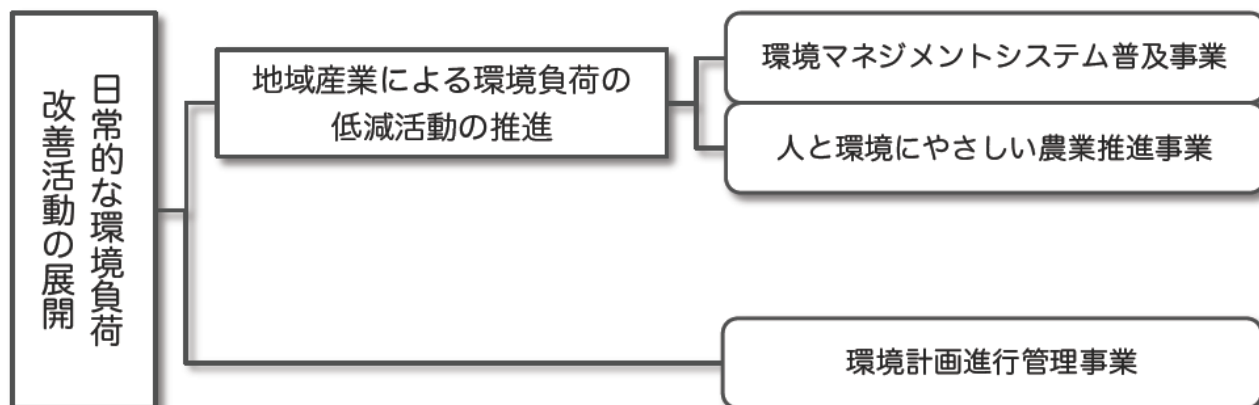 日常的な環境負荷
改善活動の展開
地域産業による環境負荷の
低減活動の推進
環境マネジメントシステム普及事業
人と環境にやさしい農業推進事業
環境計画進行管理事業